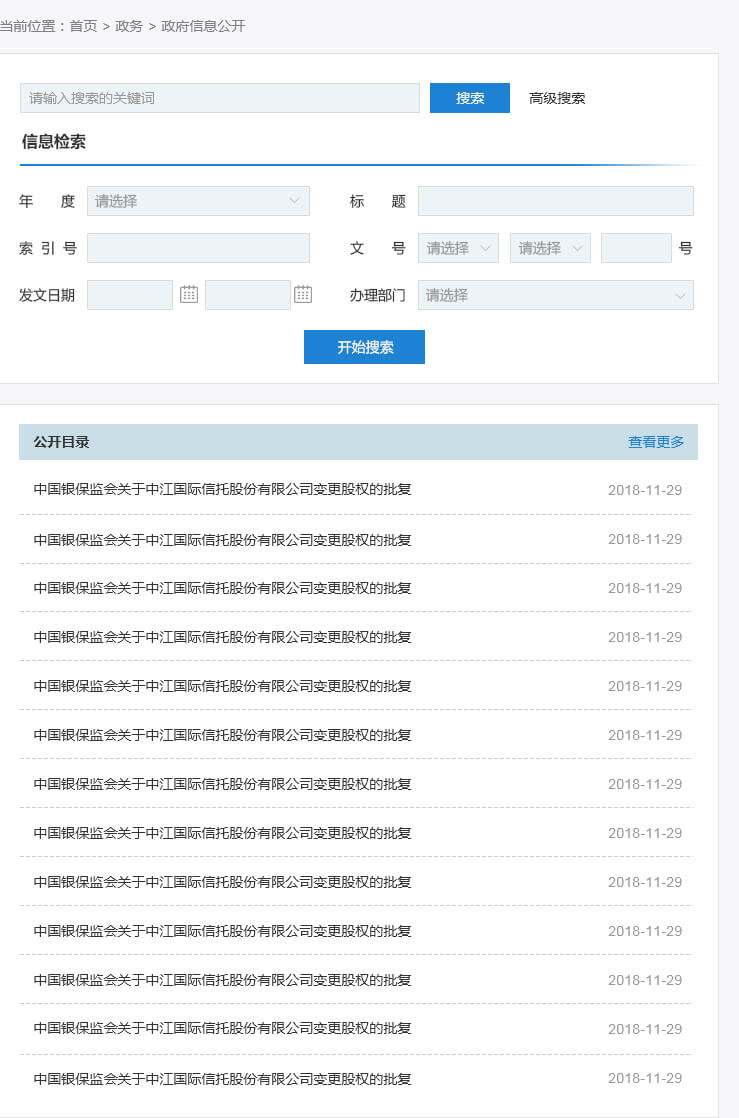 当前位置：首页 > 政务 > 政府信息公开
请输入搜索的关键词 搜索 高级搜索
信息检索
年 度 请选择 标 题
索 引 号 文 号 请选择 请选择 号
发文日期 办理部门 请选择
开始搜索
公开目录 查看更多
中国银保监会关于中江国际信托股份有限公司变更股权的批复 2018-11-29
中国银保监会关于中江国际信托股份有限公司变更股权的批复 2018-11-29
中国银保监会关于中江国际信托股份有限公司变更股权的批复 2018-11-29
中国银保监会关于中江国际信托股份有限公司变更股权的批复 2018-11-29
中国银保监会关于中江国际信托股份有限公司变更股权的批复 2018-11-29
中国银保监会关于中江国际信托股份有限公司变更股权的批复 2018-11-29
中国银保监会关于中江国际信托股份有限公司变更股权的批复 2018-11-29
中国银保监会关于中江国际信托股份有限公司变更股权的批复 2018-11-29
中国银保监会关于中江国际信托股份有限公司变更股权的批复 2018-11-29
中国银保监会关于中江国际信托股份有限公司变更股权的批复 2018-11-29
中国银保监会关于中江国际信托股份有限公司变更股权的批复 2018-11-29
中国银保监会关于中江国际信托股份有限公司变更股权的批复 2018-11-29
中国银保监会关于中江国际信托股份有限公司变更股权的批复 2018-11-29